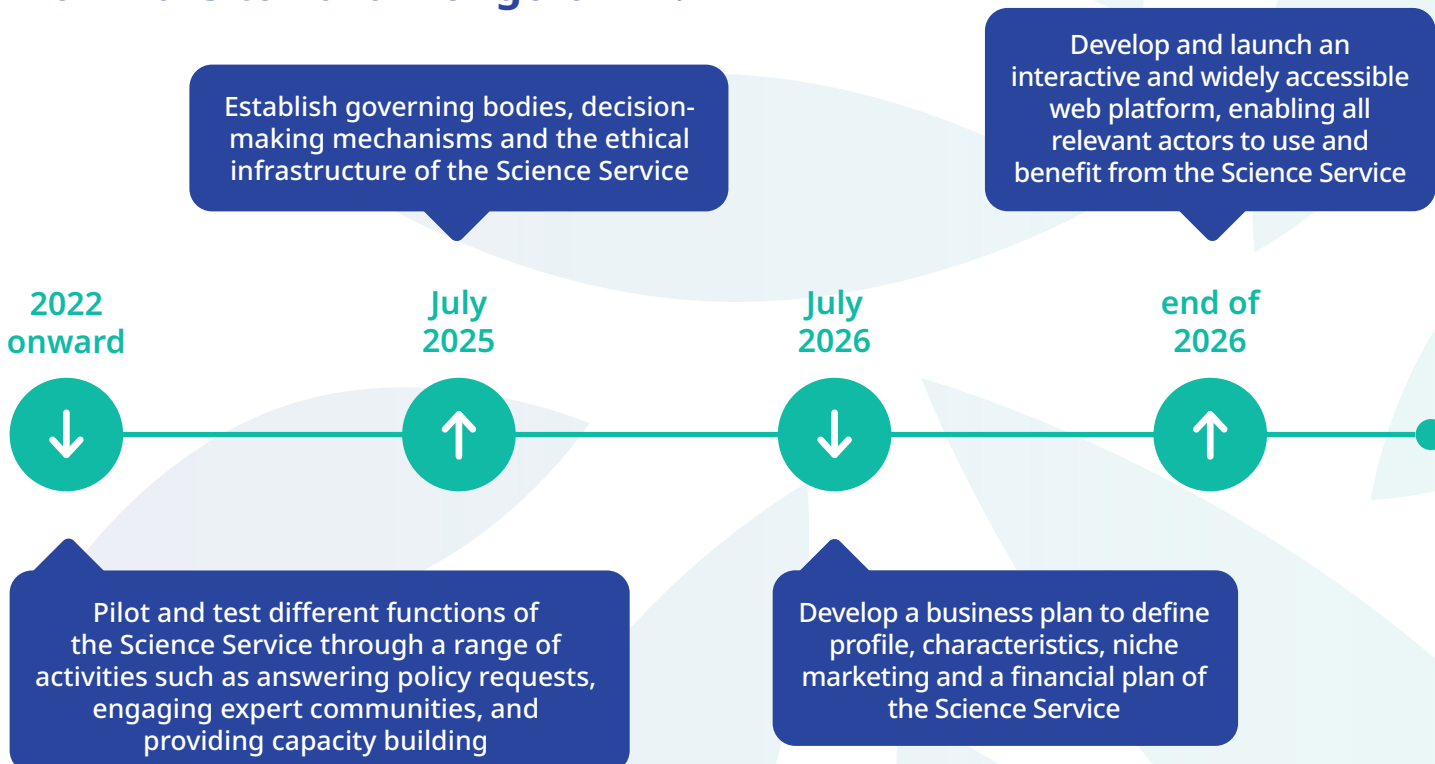 Establish governing bodies, decision-
making mechanisms and the ethical
infrastructure of the Science Service
Develop and launch an
interactive and widely accessible
web platform, enabling all
relevant actors to use and
benefit from the Science Service
2022
onward
July
2025
July
2026
end of
2026
Pilot and test different functions of
the Science Service through a range of
activities such as answering policy requests,
engaging expert communities, and
providing capacity building
Develop a business plan to define
profile, characteristics, niche
marketing and a financial plan of
the Science Service